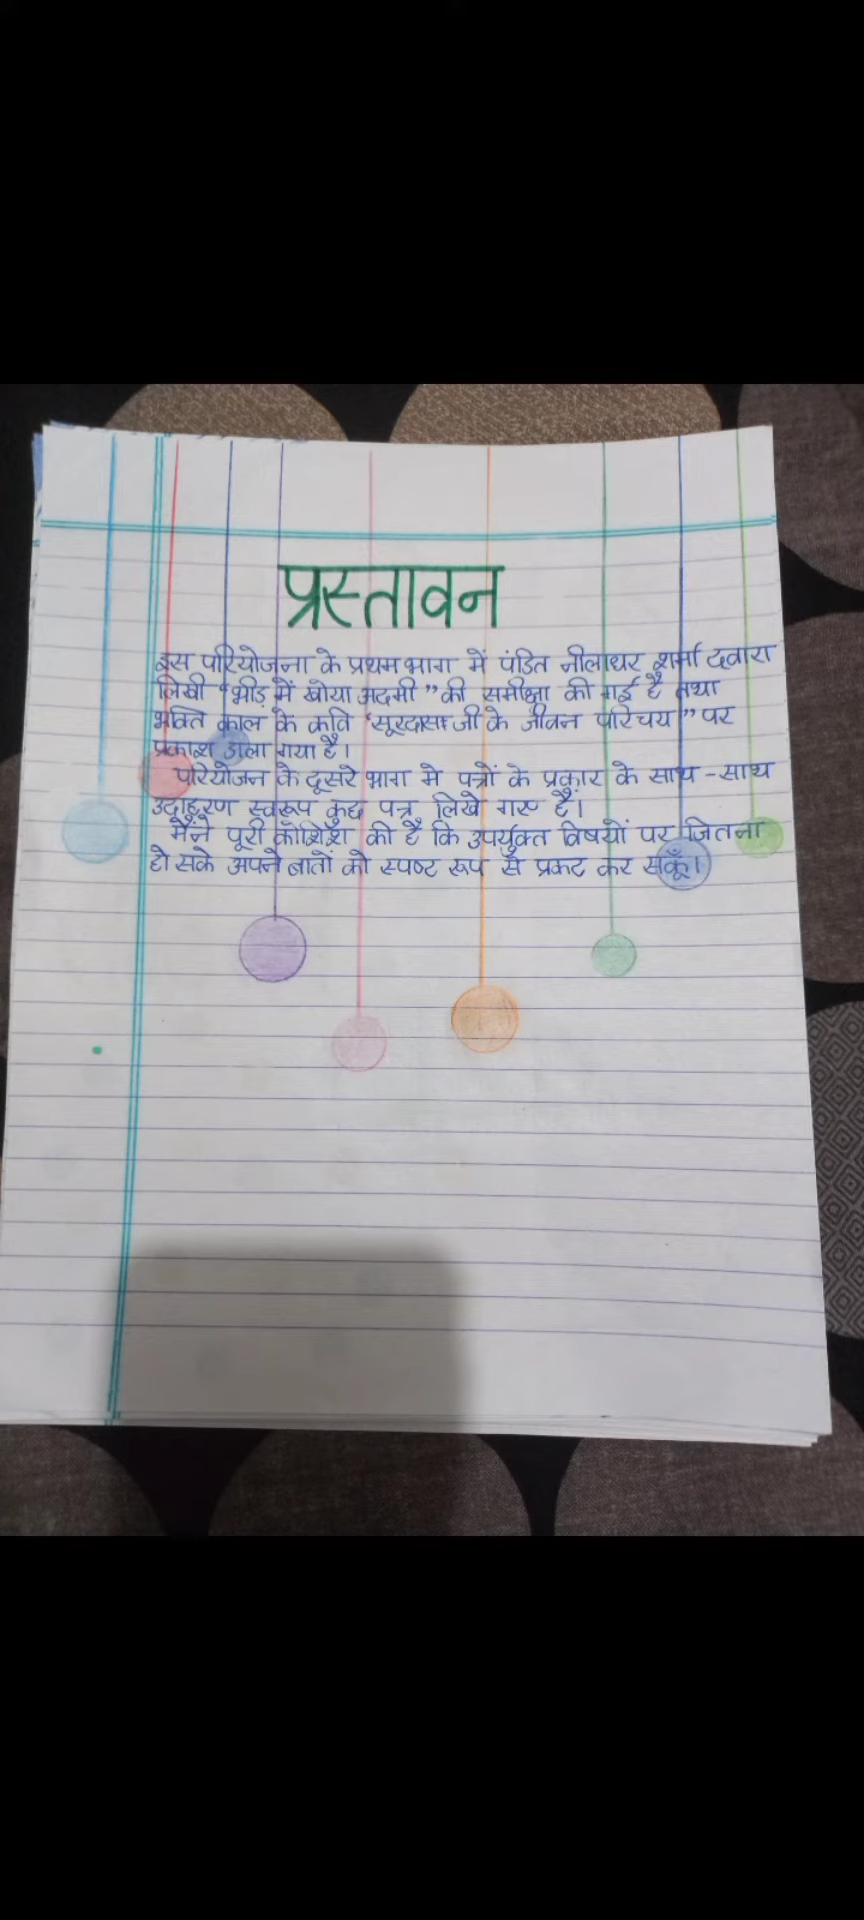 प्रस्तावन
इस परियोजना के प्रथम भाग में पंडित नीलाधर शर्मा दवारा
लिखी "भीड़ में खोया अदमी" की समीक्षा की गई है तथा
भक्ति काल के कवि "सूरदास जी के जीवन परिचय" पर
प्रकाश डाला गया है।
परियोजन के दूसरे भाग मे पत्रों के प्रकार के साथ - साथ
उदाहरण स्वरूप कुछ पत्र लिखे गए हैं।
मैंने पूरी कोशिश की है कि उपर्युक्त विषयों पर जितना
हो सके अपने बातों को स्पष्ट रूप से प्रकट कर सकूँ।